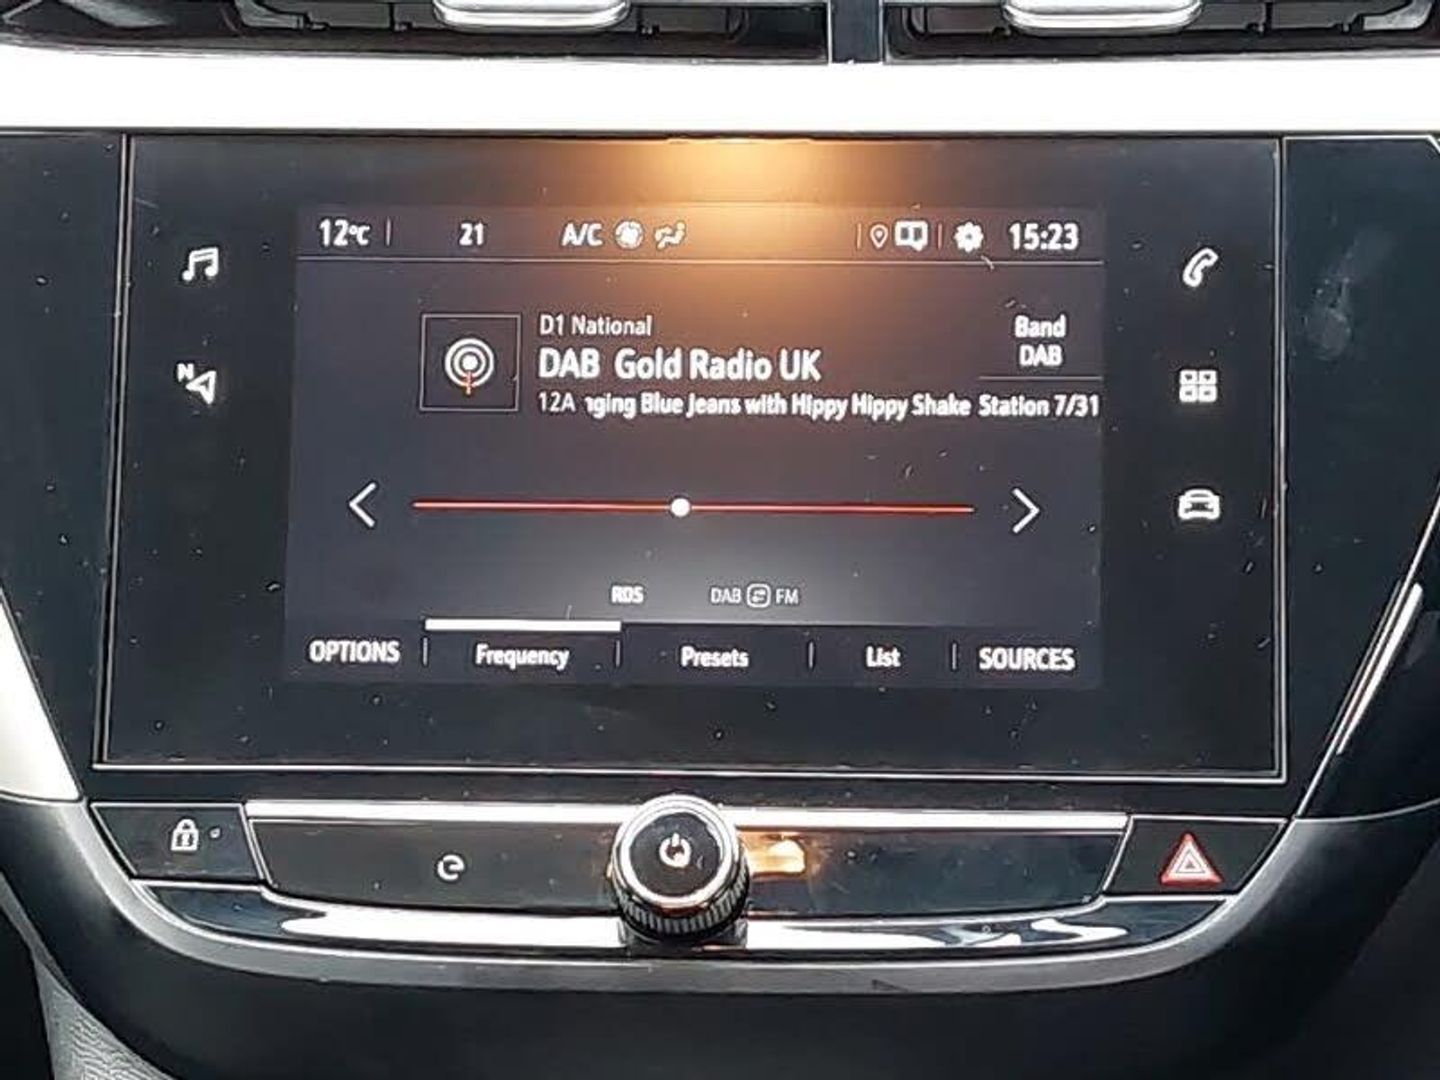 12°C 21 A/C 15:23
D1 National
DAB Gold Radio UK
12A nging Blue Jeans with Hippy Hippy Shake
Band
DAB
Station 7/31
RDS DAB FM
OPTIONS Frequency Presets List SOURCES
N